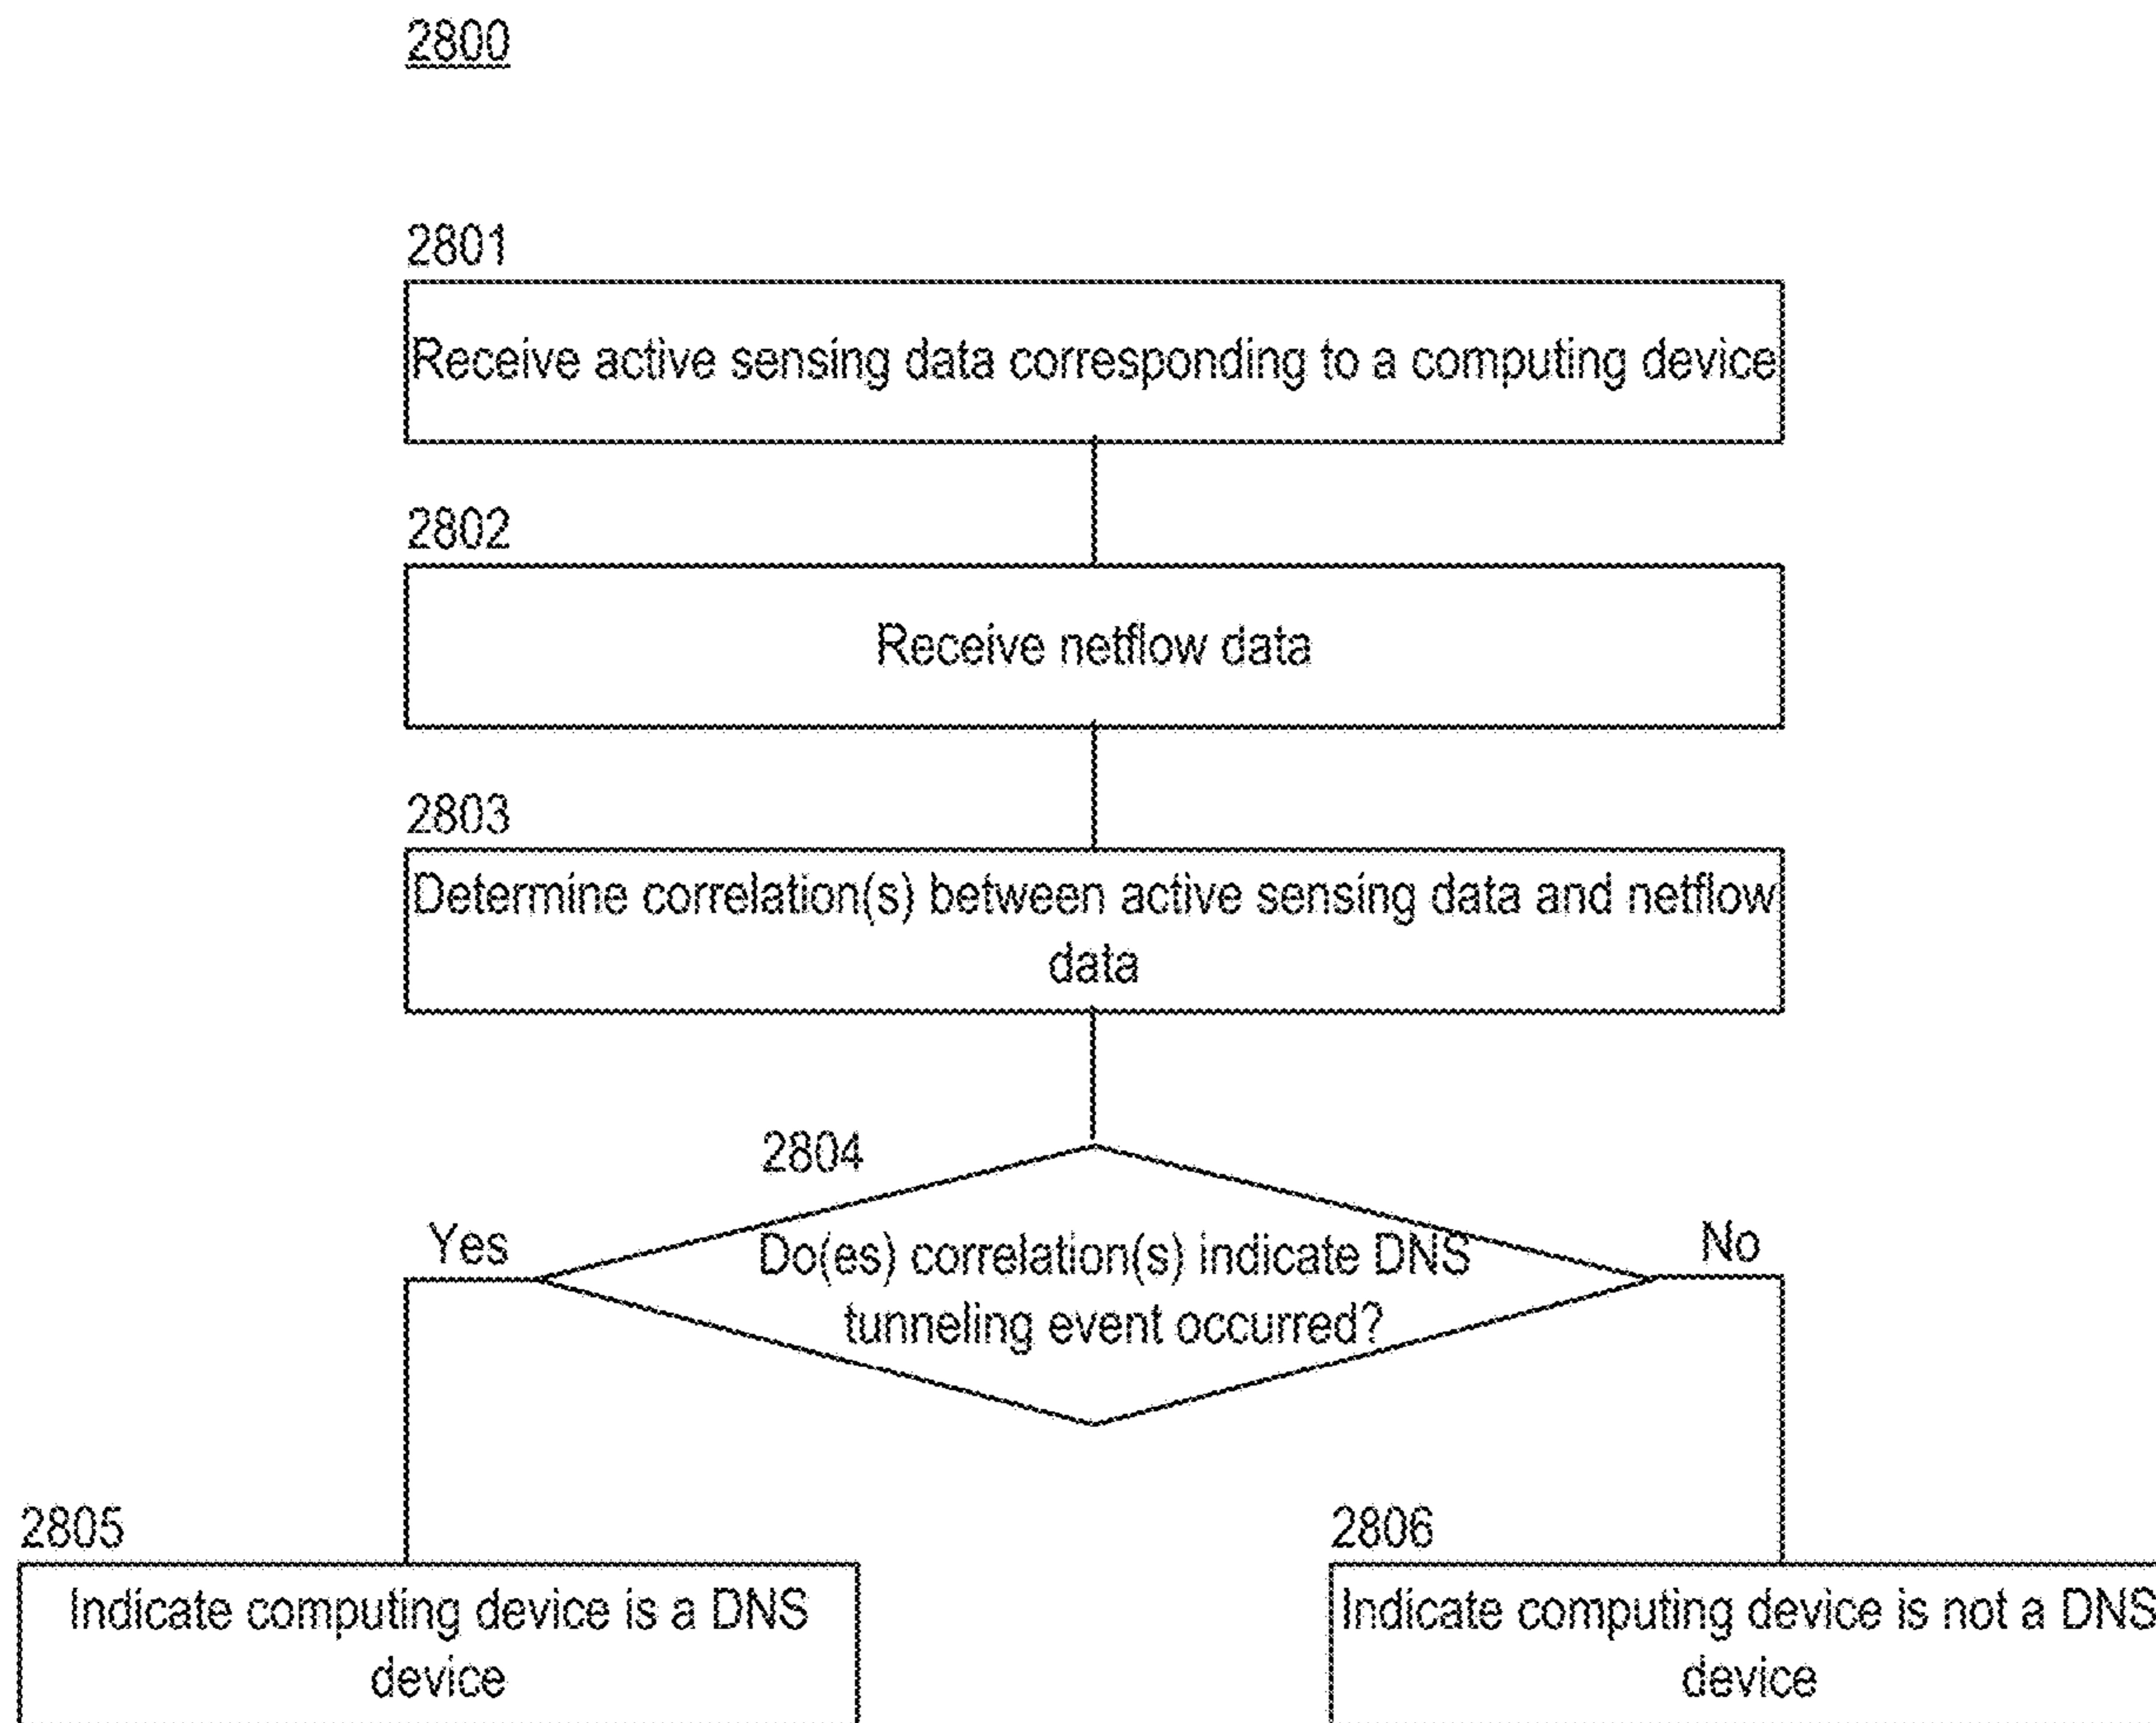 2800
2801
Receive active sensing data corresponding to a computing device
2802
Receive netflow data
2803
Determine correlation(s) between active sensing data and netflow
data
2804
Yes
No
Do(es) correlation(s) indicate DNS
tunneling event occurred?
2805
Indicate computing device is a DNS
device
2806
Indicate computing device is not a DNS
device